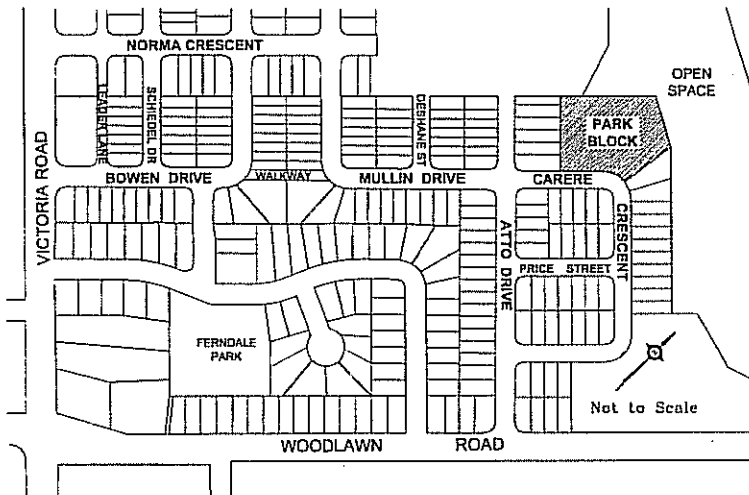 NORMA CRESCENT
OPEN
SPACE
LEADER LANE
SCHIEDEL DR
DESHANE ST
PARK
BLOCK
BOWEN DRIVE
WALKWAY
MULLIN DRIVE
CARERE
CRESCENT
VICTORIA ROAD
ATTO DRIVE
PRICE STREET
FERNDALE
PARK
Not to Scale
WOODLAWN ROAD